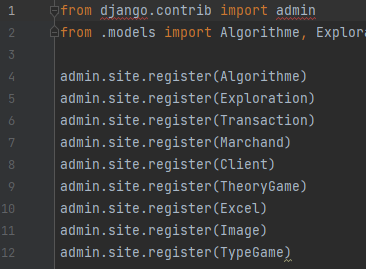 1 from django.contrib import admin
2 from .models import Algorithme, Explora
3
4 admin.site.register(Algorithme)
5 admin.site.register(Exploration)
6 admin.site.register(Transaction)
7 admin.site.register(Marchand)
8 admin.site.register(Client)
9 admin.site.register(TheoryGame)
10 admin.site.register(Excel)
11 admin.site.register(Image)
12 admin.site.register(TypeGame)